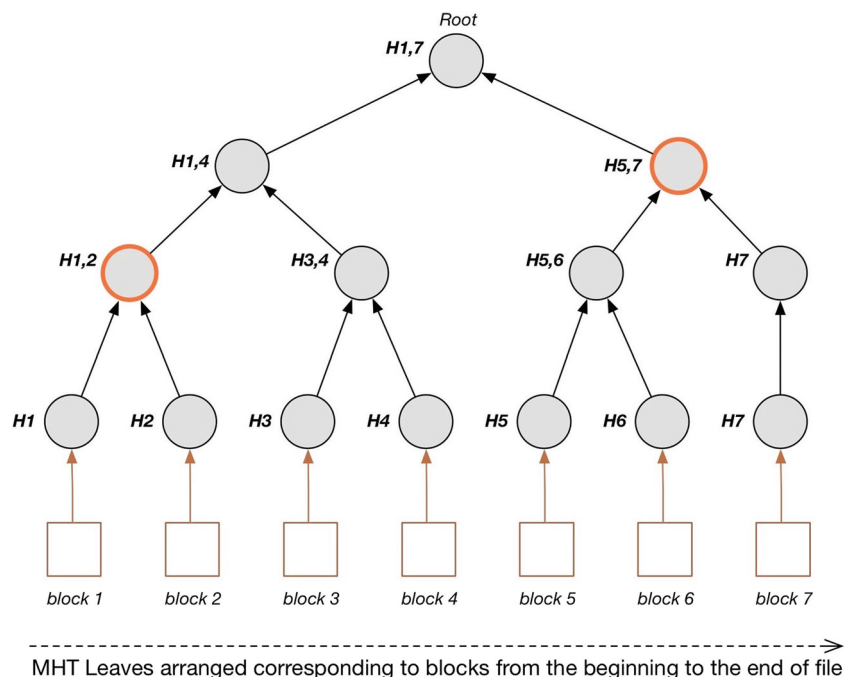 Root
H1,7
H1,4
H5,7
H1,2
H3,4
H5,6
H7
H1
H2
H3
H4
H5
H6
H7
block 1
block 2
block 3
block 4
block 5
block 6
block 7
MHT Leaves arranged corresponding to blocks from the beginning to the end of file